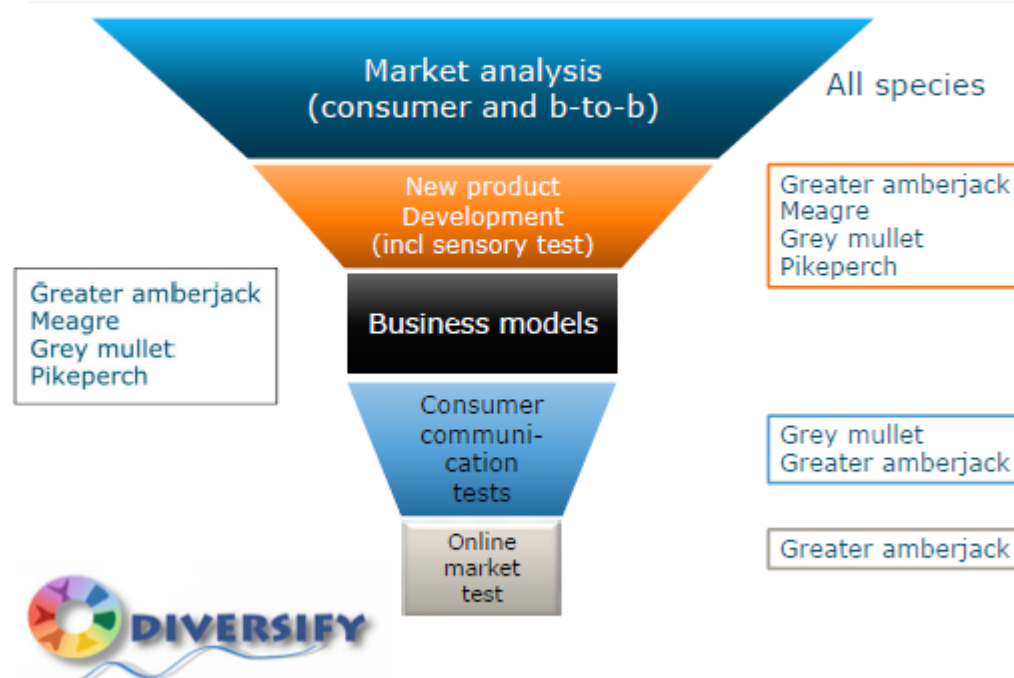 Market analysis
(consumer and b-to-b)
All species
New product
Development
(incl sensory test)
Greater amberjack
Meagre
Grey mullet
Pikeperch
Greater amberjack
Meagre
Grey mullet
Pikeperch
Business models
Consumer
communi-
cation
tests
Grey mullet
Greater amberjack
Online
market
test
Greater amberjack
DIVERSIFY